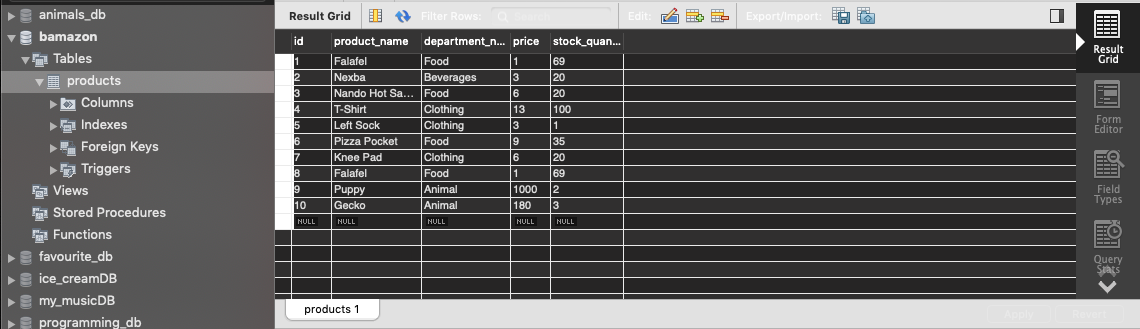 animals_db
bamazon
Tables
products
Columns
Indexes
Foreign Keys
Triggers
Views
Stored Procedures
Functions
favourite_db
ice_creamDB
my_musicDB
programming_db
Result Grid Filter Rows: Search Edit: Export/Import:
id product_name department_n... price stock_quan...
1 Falafel Food 1 69
2 Nexba Beverages 3 20
3 Nando Hot Sa... Food 6 20
4 T-Shirt Clothing 13 100
5 Left Sock Clothing 3 1
6 Pizza Pocket Food 9 35
7 Knee Pad Clothing 6 20
8 Falafel Food 1 69
9 Puppy Animal 1000 2
10 Gecko Animal 180 3
NULL NULL NULL NULL NULL
products 1
Apply Revert
Result
Grid
Form
Editor
Field
Types
Query
Stats